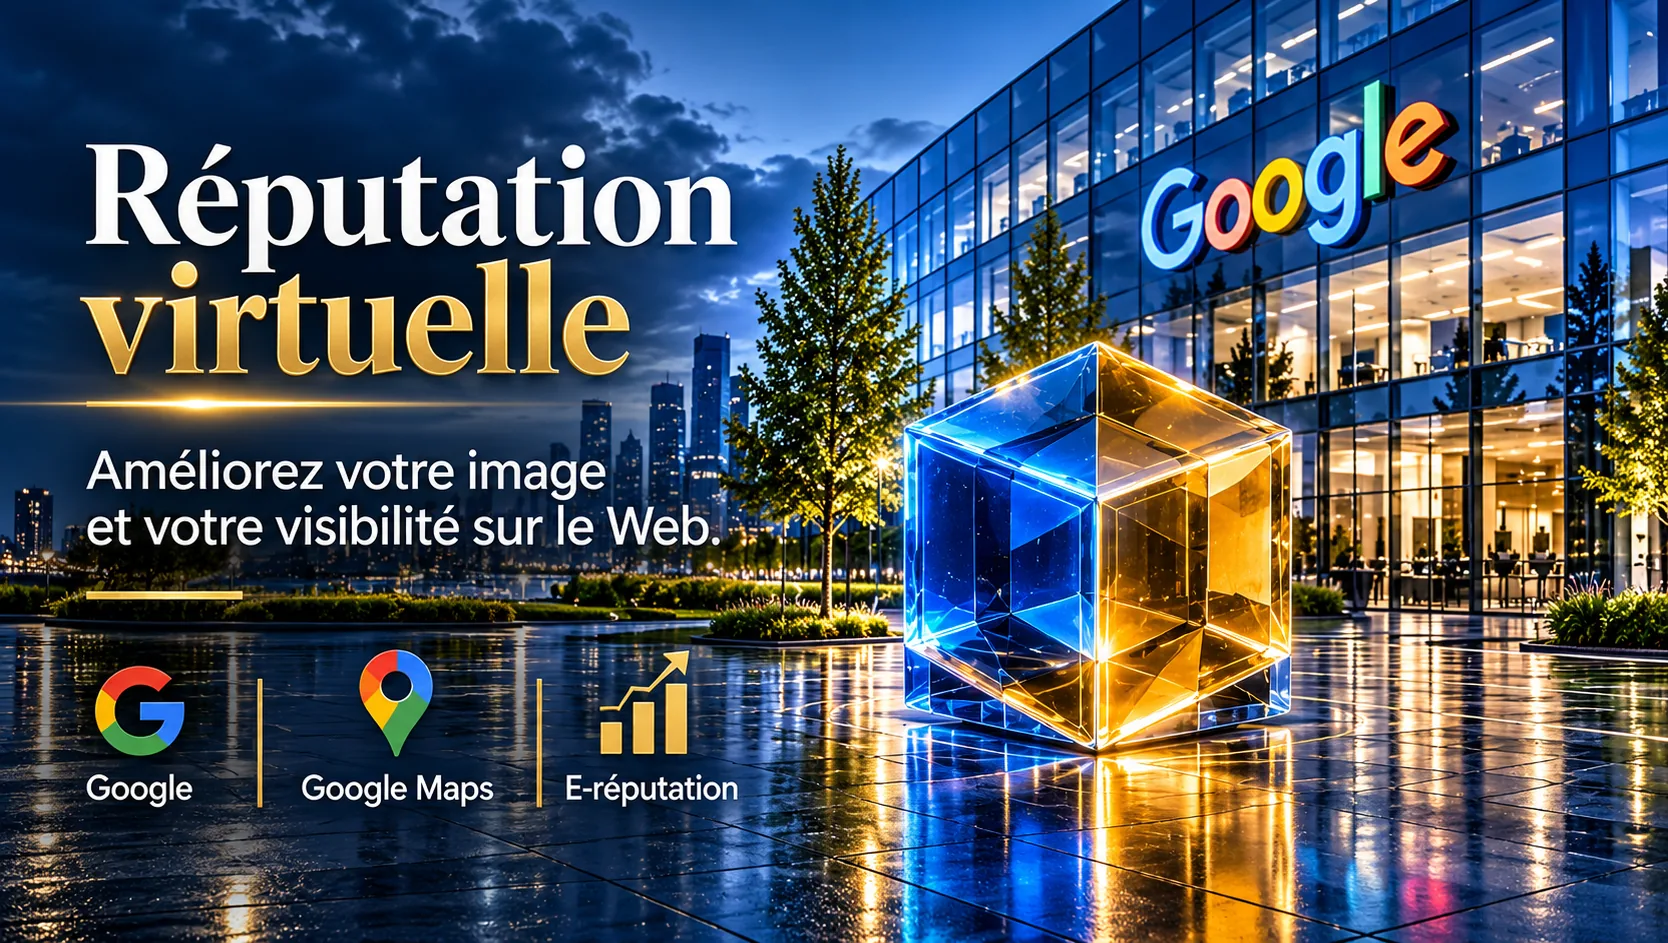 Réputation
virtuelle
Améliorez votre image
et votre visibilité sur le Web.
Google
Google Maps
E-réputation
Google